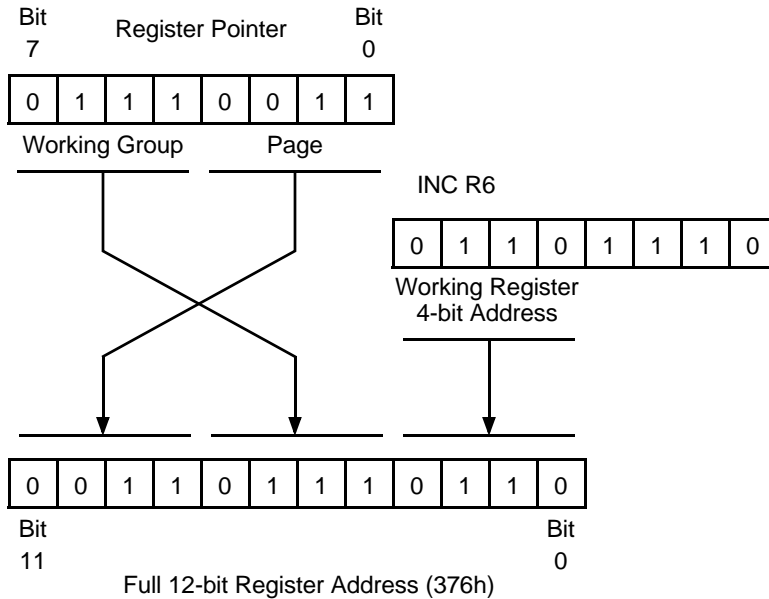 Bit Register Pointer Bit
7 0
0 1 1 1 0 0 1 1
Working Group Page
INC R6
0 1 1 0 1 1 1 0
Working Register
4-bit Address
0 0 1 1 0 1 1 1 0 1 1 0
Bit Bit
11 0
Full 12-bit Register Address (376h)